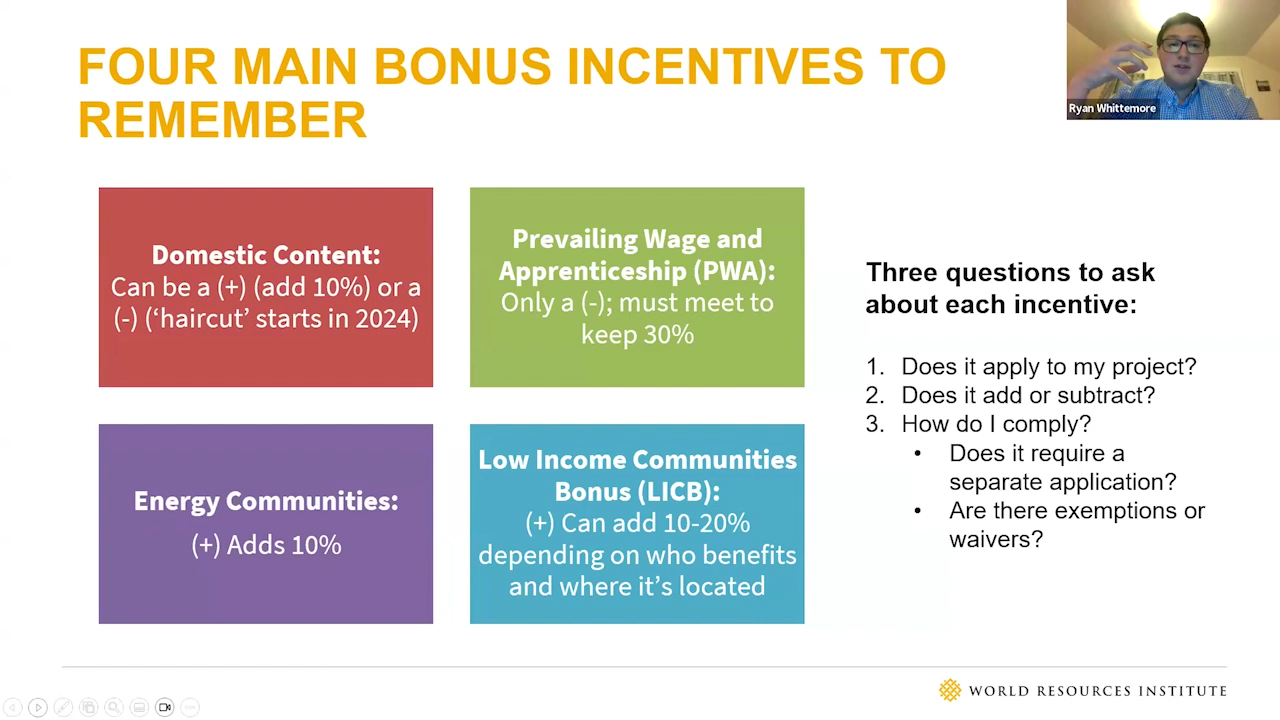 FOUR MAIN BONUS INCENTIVES TO
REMEMBER
Ryan Whittemore
Domestic Content:
Can be a (+) (add 10%) or a
(-) (‘haircut’ starts in 2024)
Prevailing Wage and
Apprenticeship (PWA):
Only a (-); must meet to
keep 30%
Energy Communities:
(+) Adds 10%
Low Income Communities
Bonus (LICB):
(+) Can add 10-20%
depending on who benefits
and where it’s located
Three questions to ask
about each incentive:
1. Does it apply to my project?
2. Does it add or subtract?
3. How do I comply?
• Does it require a
separate application?
• Are there exemptions or
waivers?
WORLD RESOURCES INSTITUTE